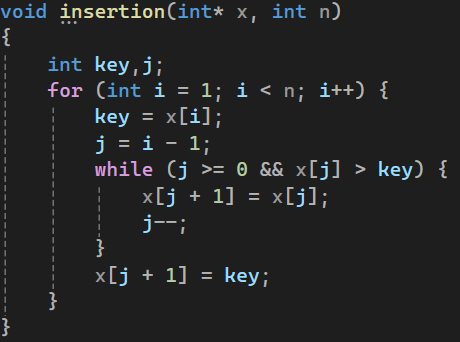 void insertion(int* x, int n)
{
    int key,j;
    for (int i = 1; i < n; i++) {
        key = x[i];
        j = i - 1;
        while (j >= 0 && x[j] > key) {
            x[j + 1] = x[j];
            j--;
        }
        x[j + 1] = key;
    }
}